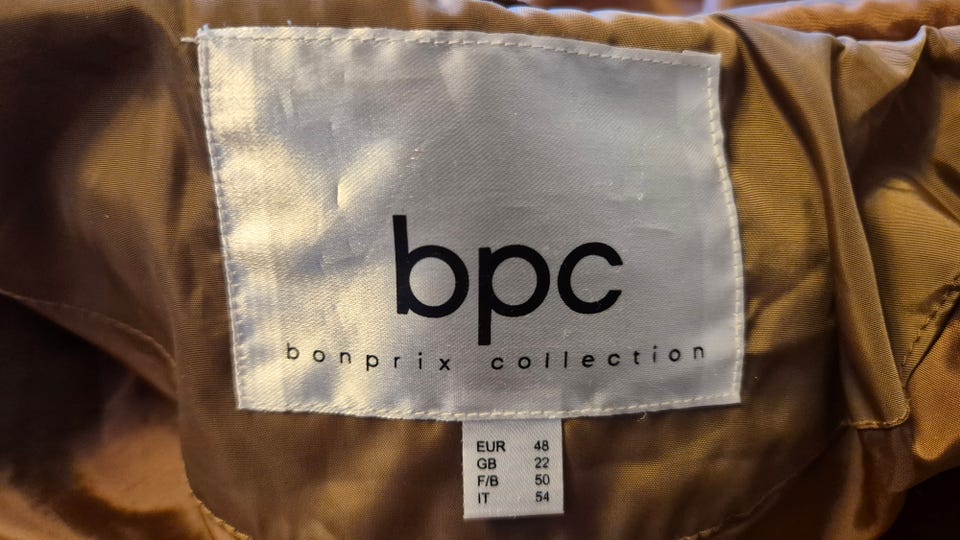 bpc
bonprix collection
EUR 48
GB 22
F/B 50
IT 54